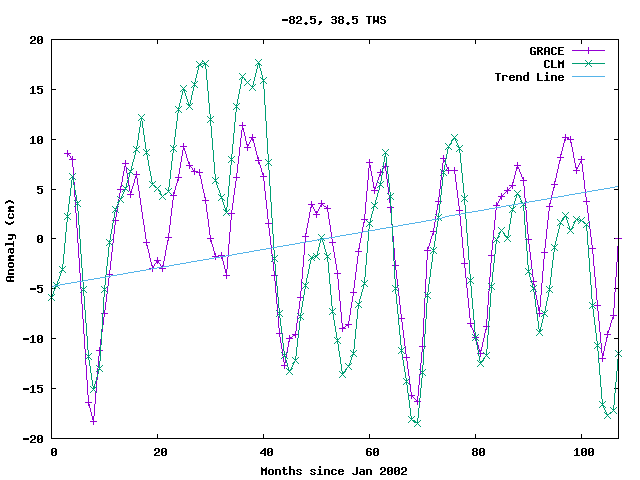 -82.5, 38.5 TWS
GRACE
CLM
Trend Line
20
15
10
5
0
-5
-10
-15
-20
Anomaly (cm)
0 20 40 60 80 100
Months since Jan 2002